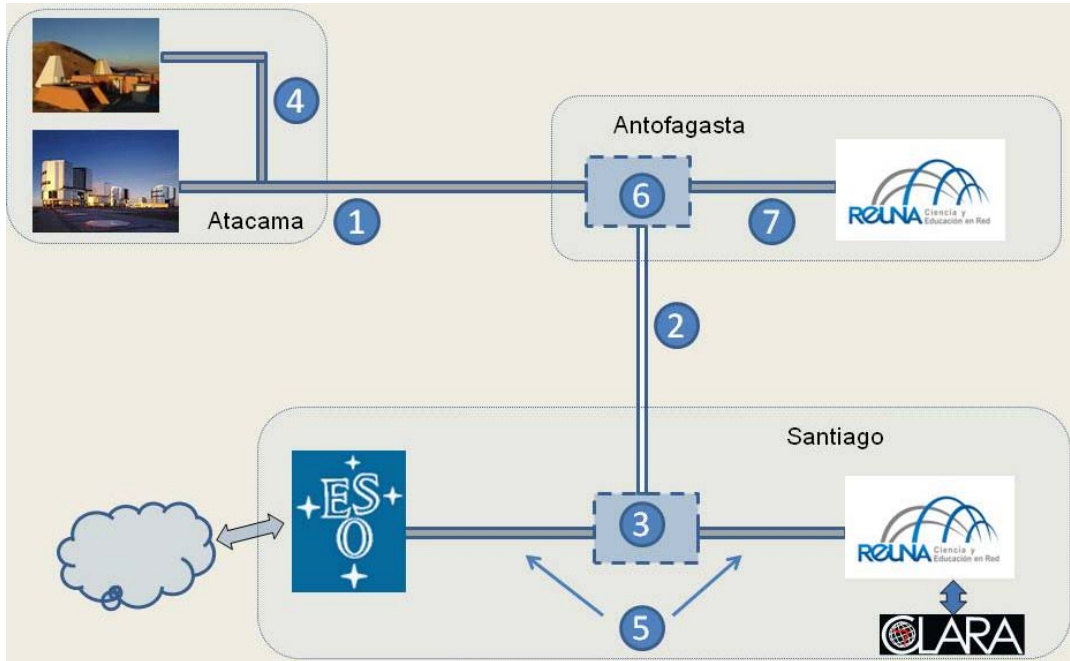 4
Antofagasta
6
REUNA Ciencia y
Educación en Red
Atacama
1
7
2
Santiago
ES
O
3
REUNA Ciencia y
Educación en Red
5
CLARA